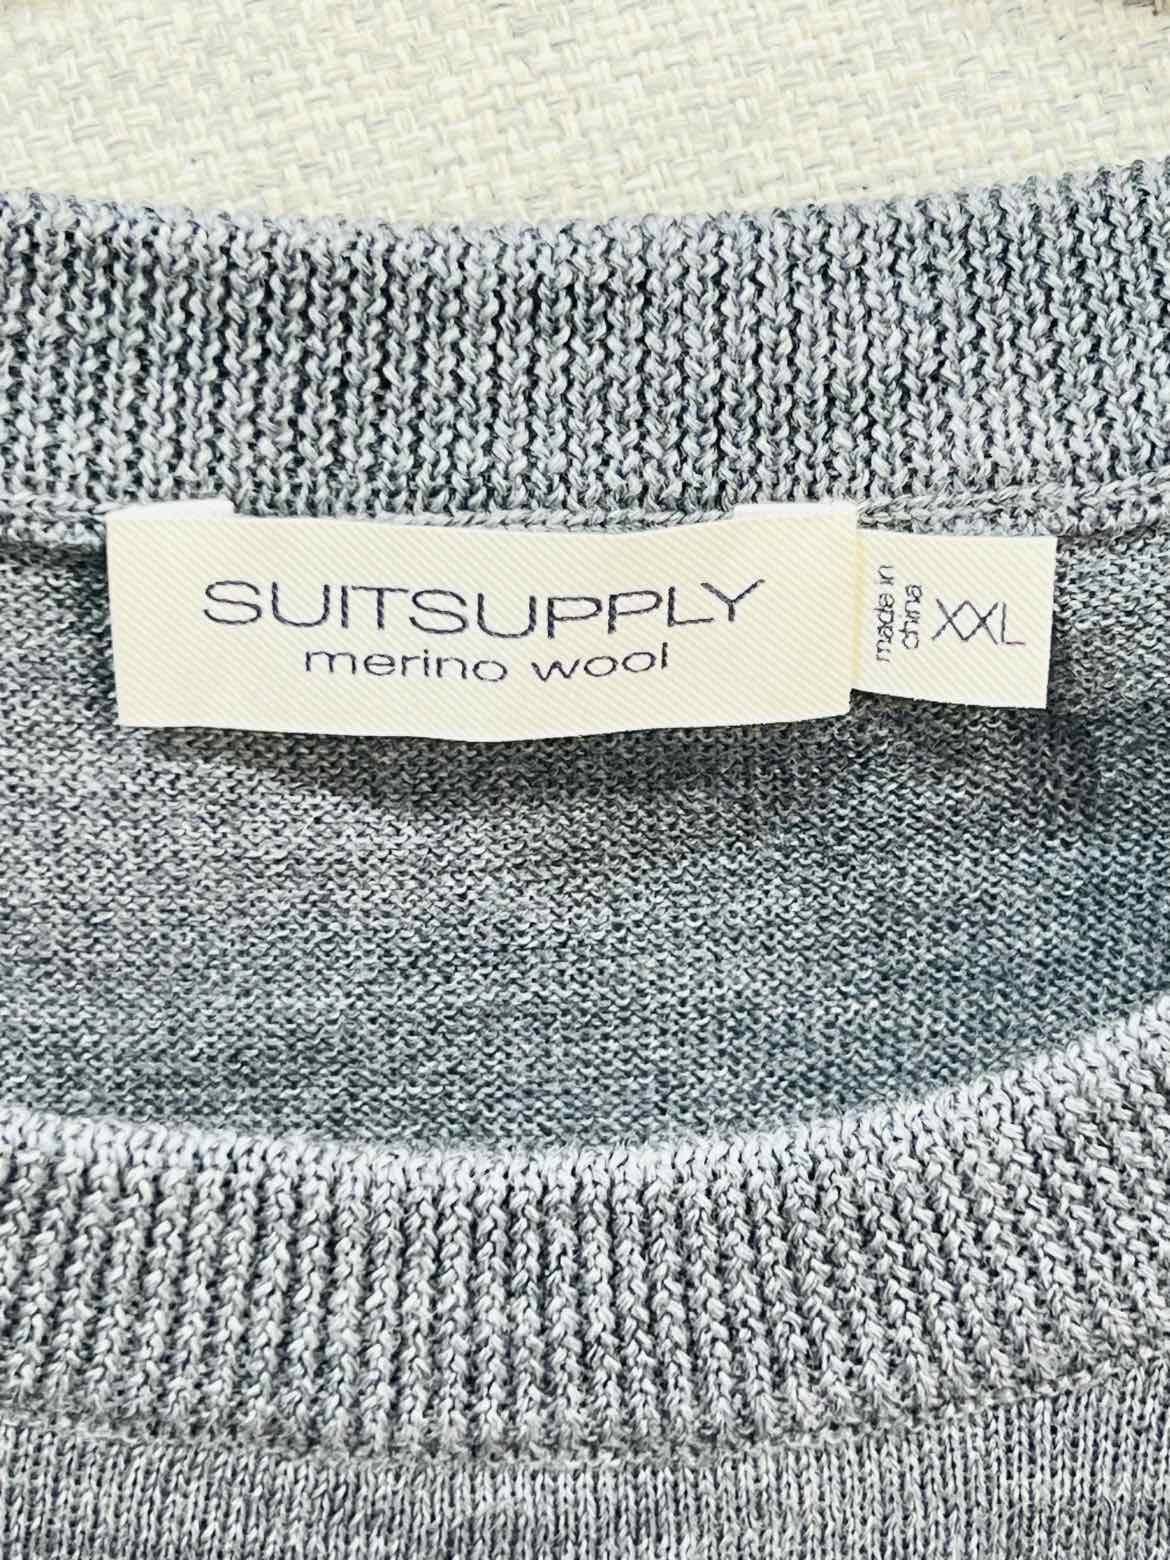 SUITSUPPLY
merino wool
made in
china
XXL